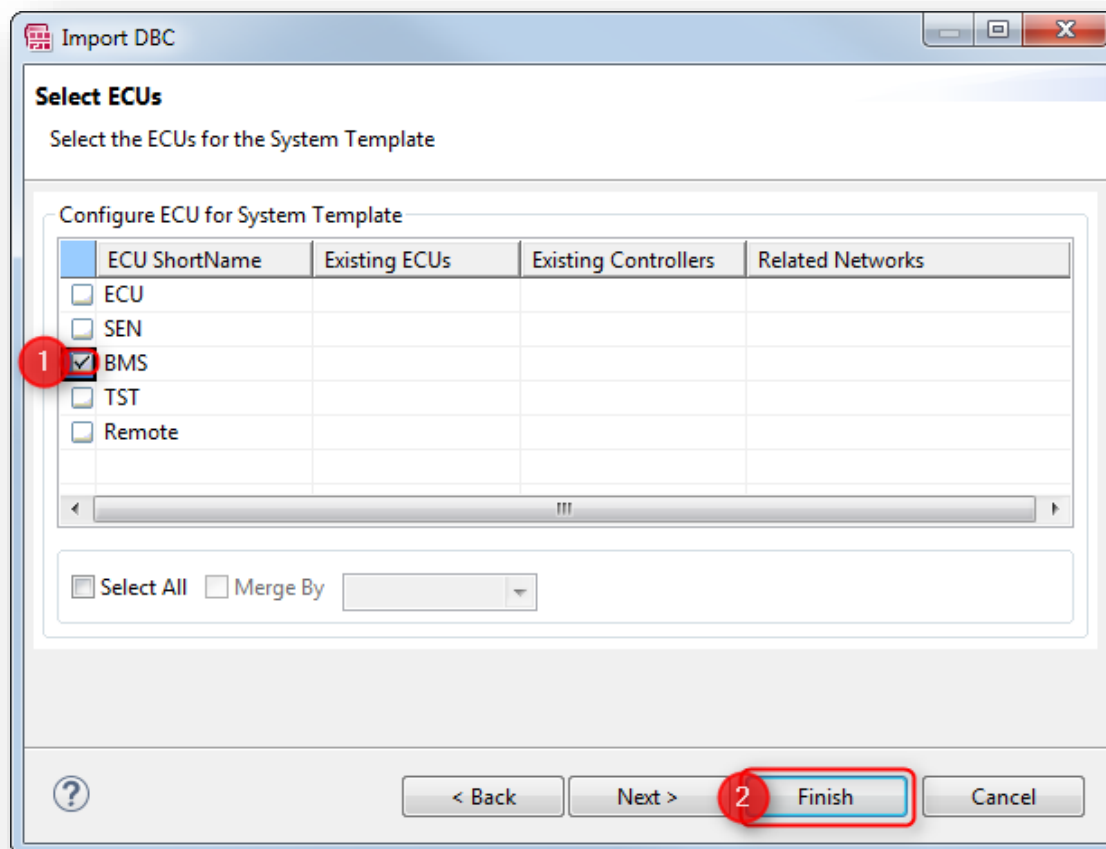 Import DBC
Select ECUs
Select the ECUs for the System Template
Configure ECU for System Template
ECU ShortName Existing ECUs Existing Controllers Related Networks
ECU
SEN
1 BMS
TST
Remote
Select All Merge By
? < Back Next > 2 Finish Cancel